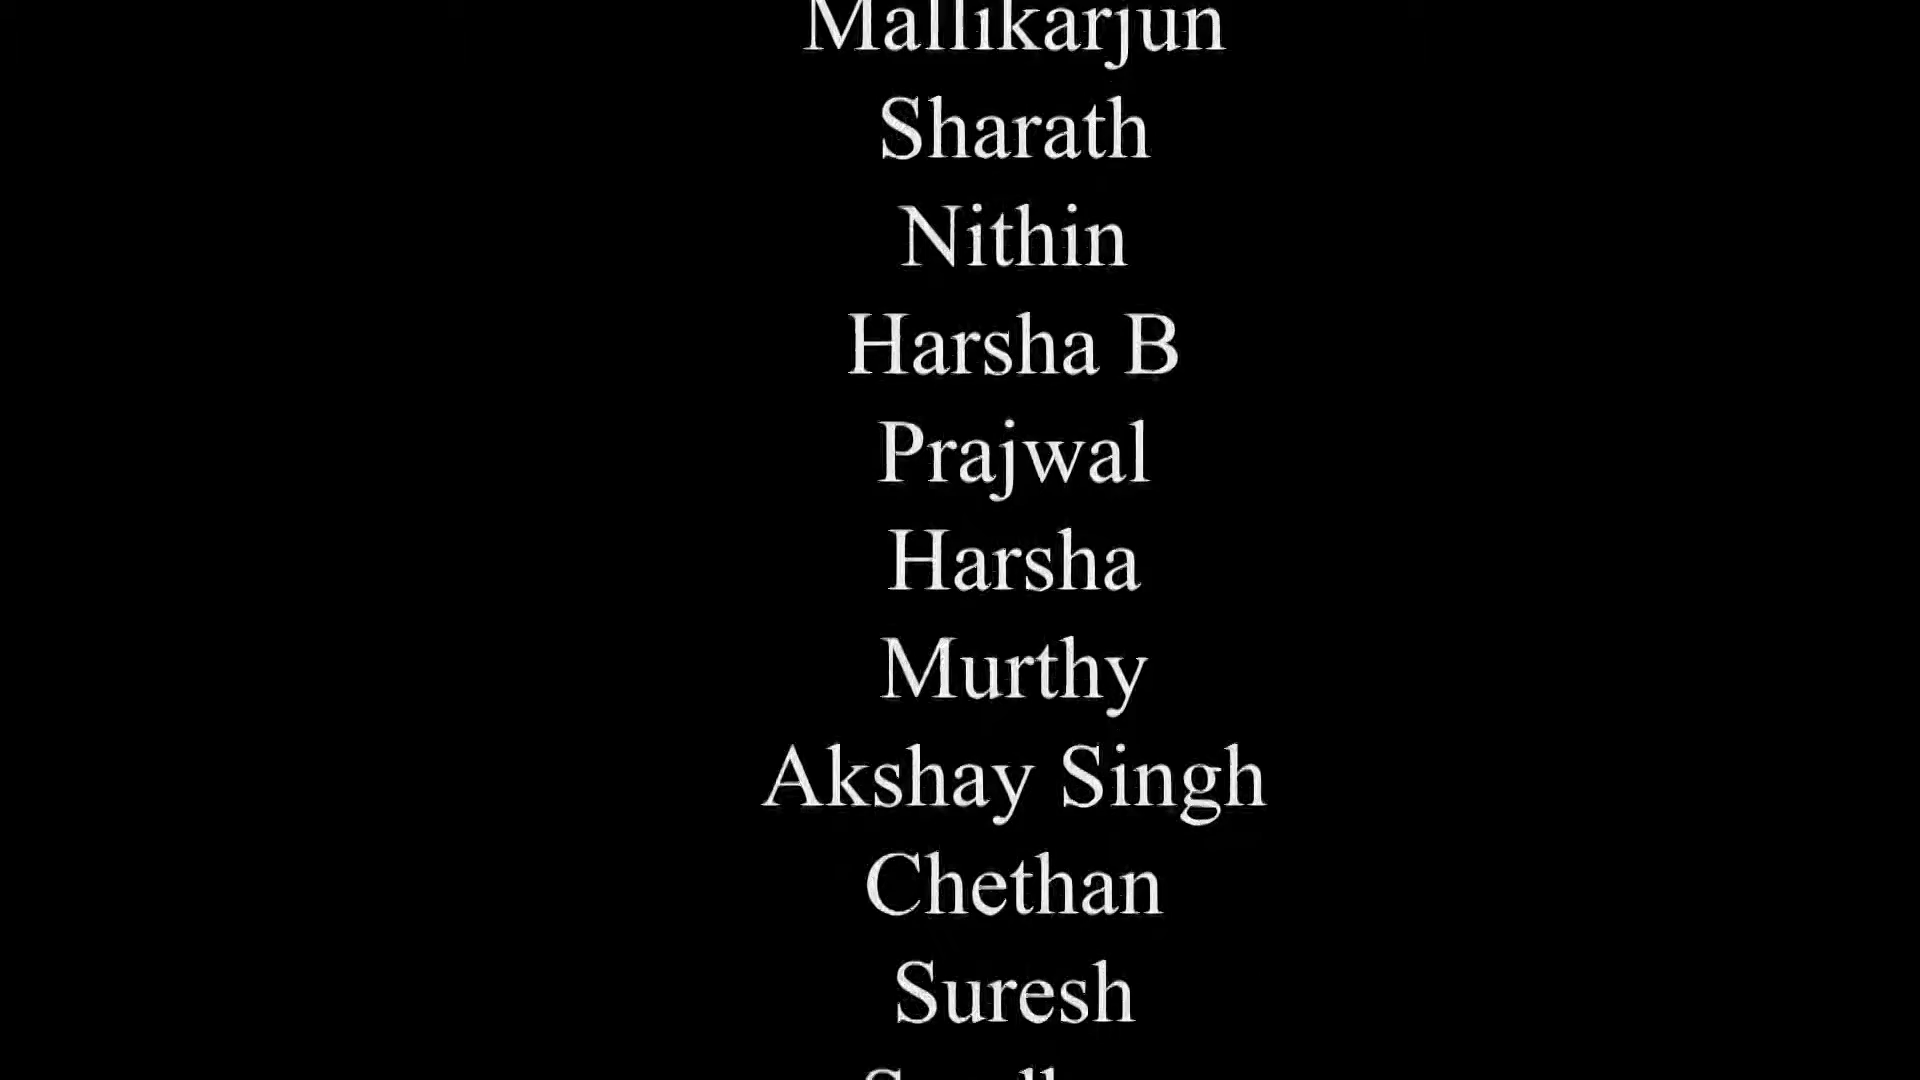 Mallikarjun
Sharath
Nithin
Harsha B
Prajwal
Harsha
Murthy
Akshay Singh
Chethan
Suresh